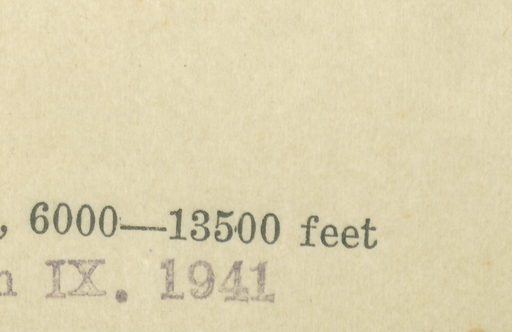 , 6000—13500 feet
n IX. 1941